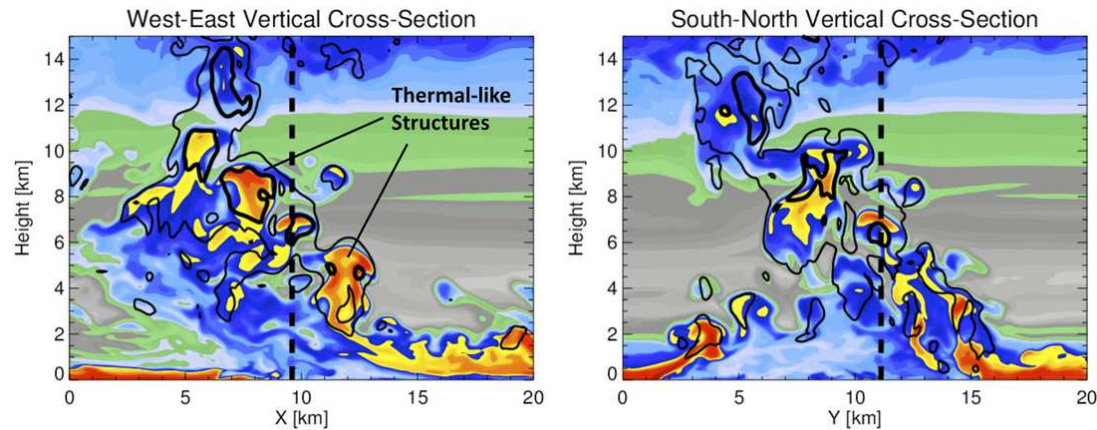 West-East Vertical Cross-Section
South-North Vertical Cross-Section
Thermal-like
Structures
Height [km]
14
12
10
8
6
4
2
0
0 5 10 15 20
X [km]
Height [km]
14
12
10
8
6
4
2
0
0 5 10 15 20
Y [km]